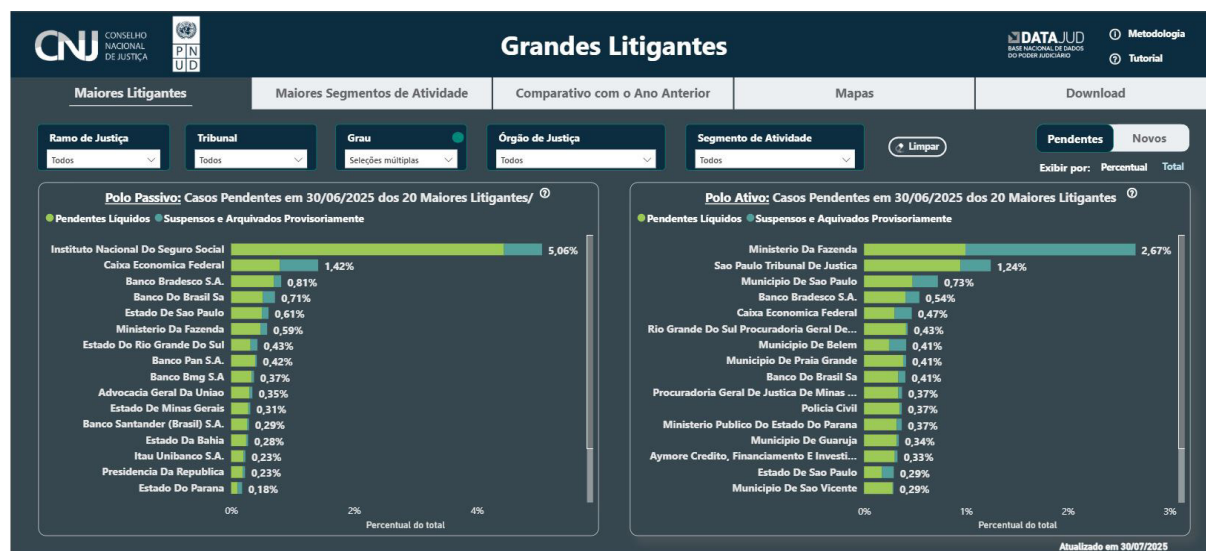 CNJ CONSELHO NACIONAL DE JUSTIÇA
PNUD
Grandes Litigantes
DATAJUD
BASE NACIONAL DE DADOS
DO PODER JUDICIÁRIO
Metodologia
Tutorial
Maiores Litigantes
Maiores Segmentos de Atividade
Comparativo com o Ano Anterior
Mapas
Download
Ramo de Justiça
Todos
Tribunal
Todos
Grau
Seleções múltiplas
Órgão de Justiça
Todos
Segmento de Atividade
Todos
Limpar
Pendentes
Novos
Exibir por: Percentual Total
Polo Passivo: Casos Pendentes em 30/06/2025 dos 20 Maiores Litigantes/
Pendentes Líquidos Suspensos e Arquivados Provisoriamente
Instituto Nacional Do Seguro Social 5,06%
Caixa Economica Federal 1,42%
Banco Bradesco S.A. 0,81%
Banco Do Brasil Sa 0,71%
Estado De Sao Paulo 0,61%
Ministerio Da Fazenda 0,59%
Estado Do Rio Grande Do Sul 0,43%
Banco Pan S.A. 0,42%
Banco Bmg S.A 0,37%
Advocacia Geral Da Uniao 0,35%
Estado De Minas Gerais 0,31%
Banco Santander (Brasil) S.A. 0,29%
Estado Da Bahia 0,28%
Itau Unibanco S.A. 0,23%
Presidencia Da Republica 0,23%
Estado Do Parana 0,18%
0% 2% 4%
Percentual do total
Polo Ativo: Casos Pendentes em 30/06/2025 dos 20 Maiores Litigantes
Pendentes Líquidos Suspensos e Aquivados Provisoriamente
Ministerio Da Fazenda 2,67%
Sao Paulo Tribunal De Justica 1,24%
Municipio De Sao Paulo 0,73%
Banco Bradesco S.A. 0,54%
Caixa Economica Federal 0,47%
Rio Grande Do Sul Procuradoria Geral De... 0,43%
Municipio De Belem 0,41%
Municipio De Praia Grande 0,41%
Banco Do Brasil Sa 0,41%
Procuradoria Geral De Justica De Minas ... 0,37%
Policia Civil 0,37%
Ministerio Publico Do Estado Do Parana 0,37%
Municipio De Guaruja 0,34%
Aymore Credito, Financiamento E Investi... 0,33%
Estado De Sao Paulo 0,29%
Municipio De Sao Vicente 0,29%
0% 1% 2% 3%
Percentual do total
Atualizado em 30/07/2025